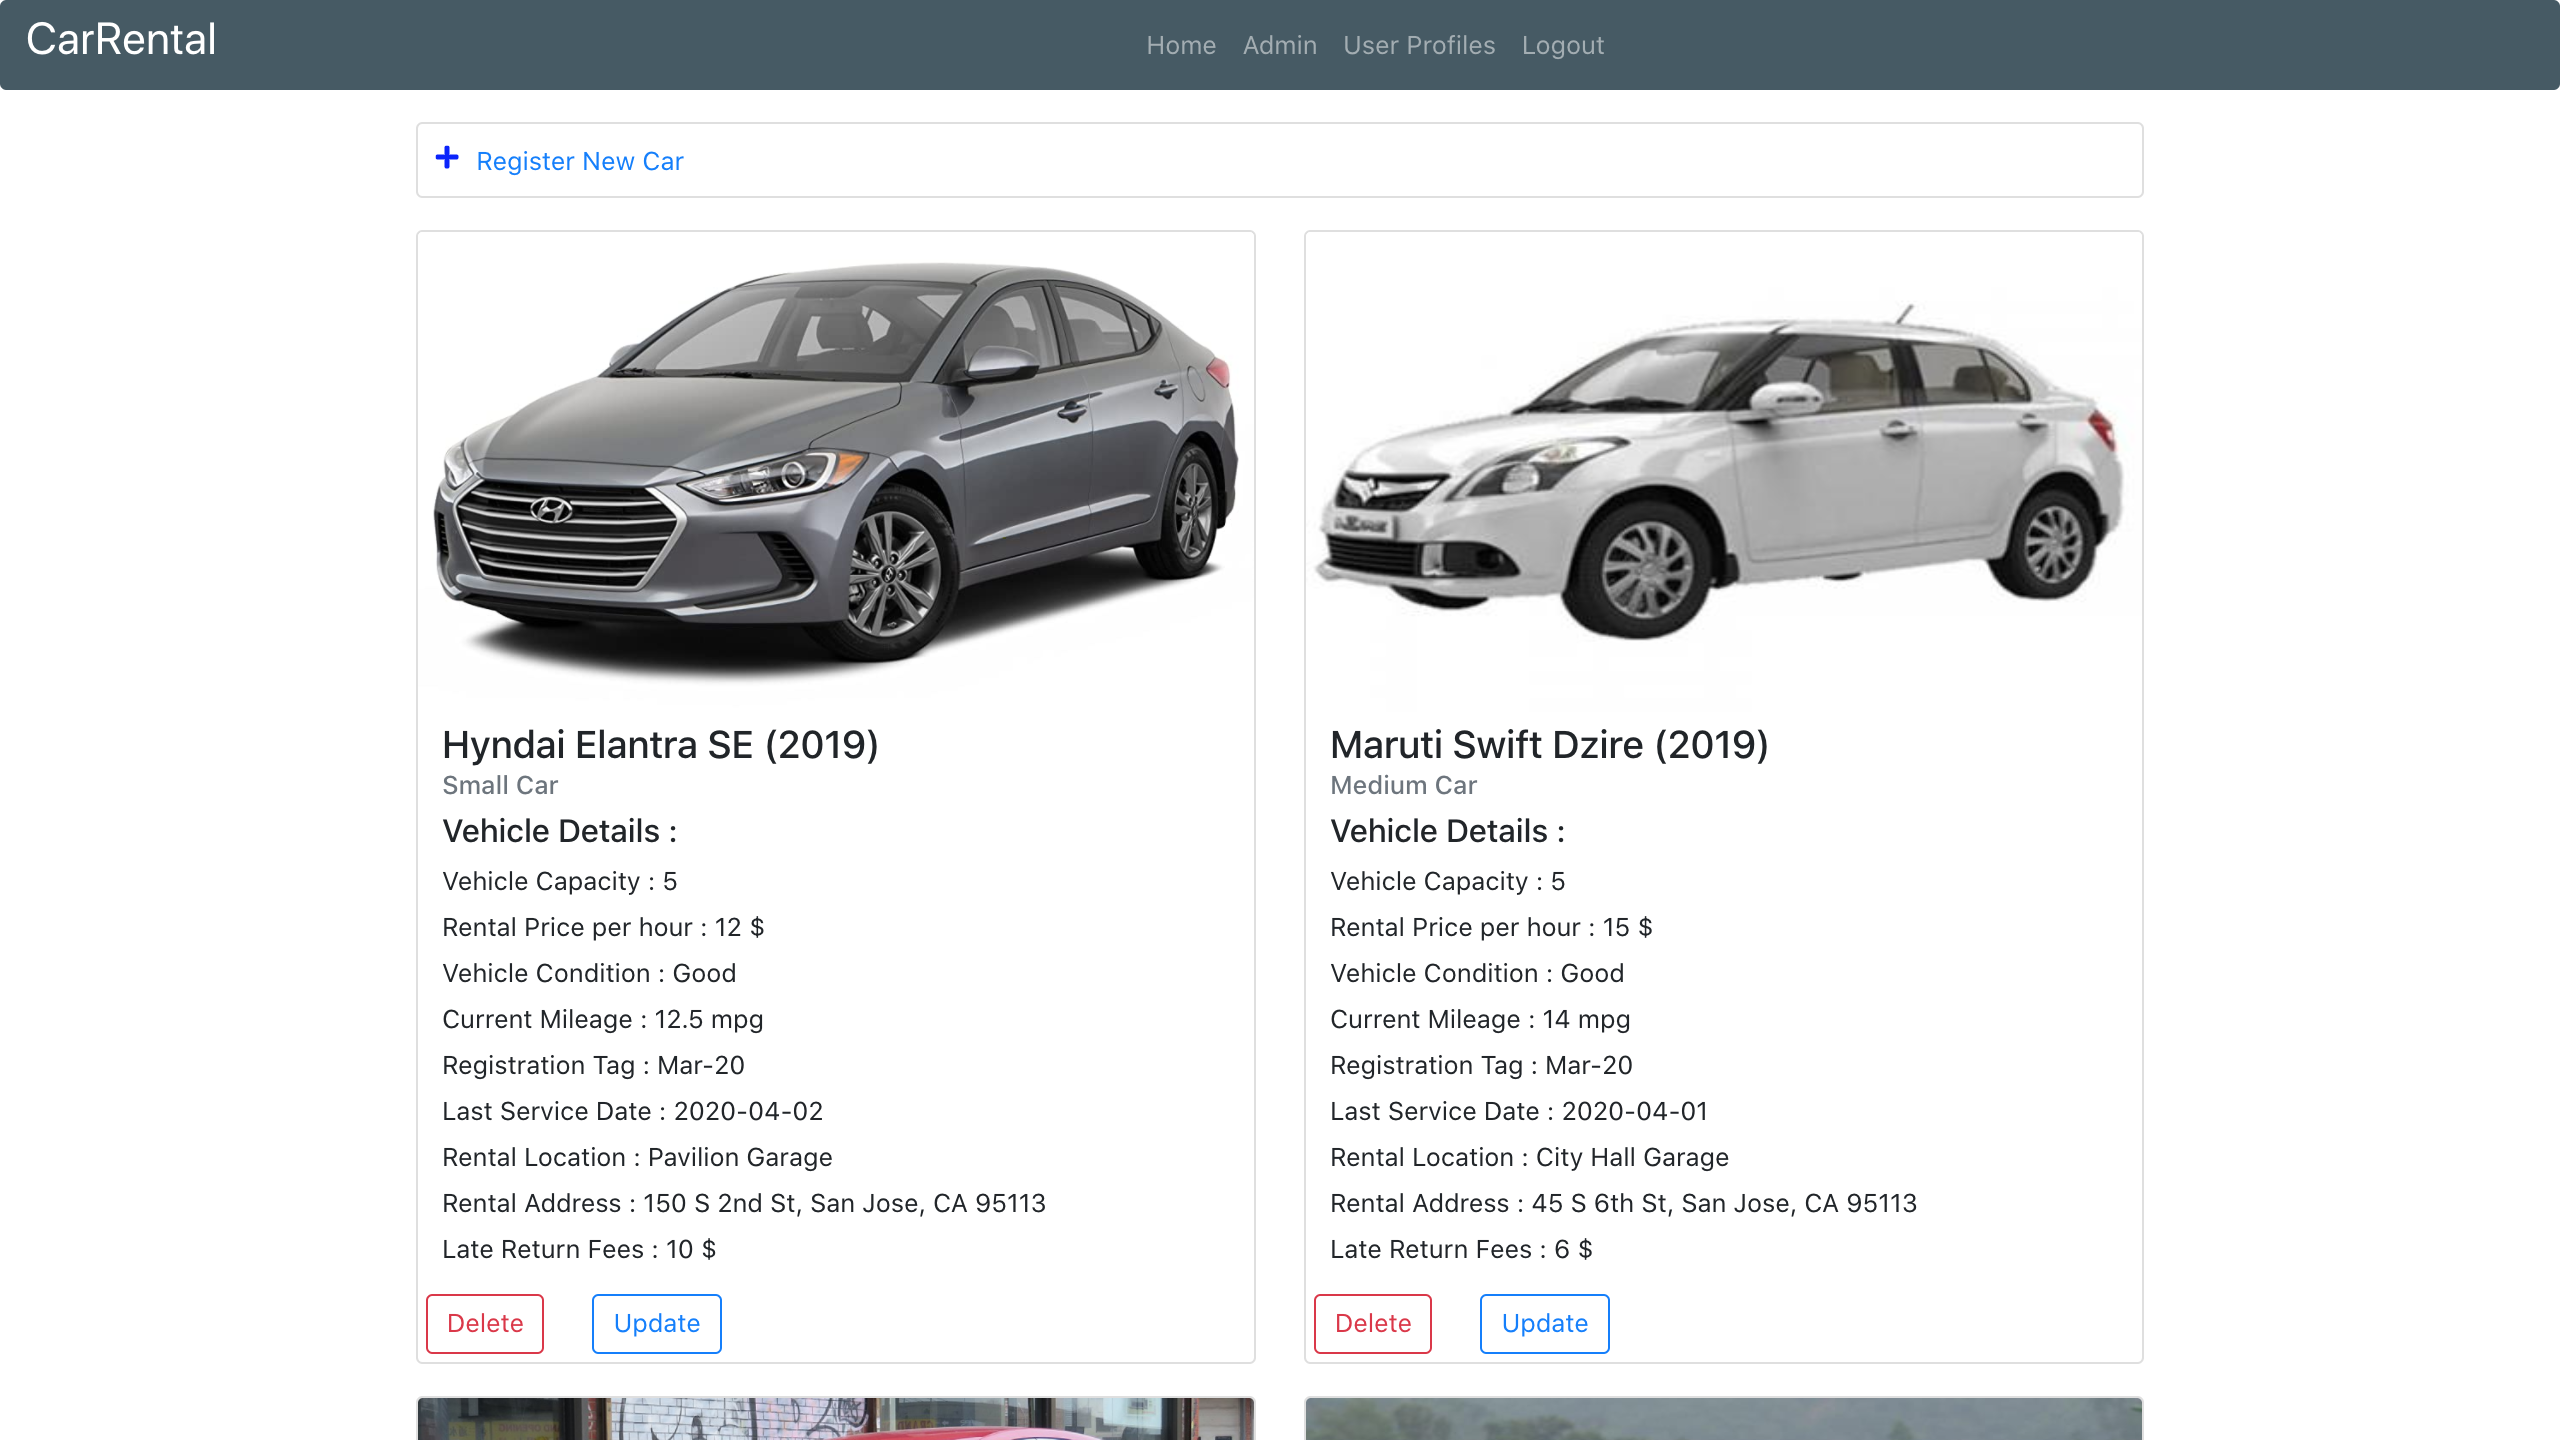 CarRental
Home Admin User Profiles Logout
Register New Car
Hyndai Elantra SE (2019)
Small Car
Vehicle Details :
Vehicle Capacity : 5
Rental Price per hour : 12 $
Vehicle Condition : Good
Current Mileage : 12.5 mpg
Registration Tag : Mar-20
Last Service Date : 2020-04-02
Rental Location : Pavilion Garage
Rental Address : 150 S 2nd St, San Jose, CA 95113
Late Return Fees : 10 $
Delete Update
Maruti Swift Dzire (2019)
Medium Car
Vehicle Details :
Vehicle Capacity : 5
Rental Price per hour : 15 $
Vehicle Condition : Good
Current Mileage : 14 mpg
Registration Tag : Mar-20
Last Service Date : 2020-04-01
Rental Location : City Hall Garage
Rental Address : 45 S 6th St, San Jose, CA 95113
Late Return Fees : 6 $
Delete Update